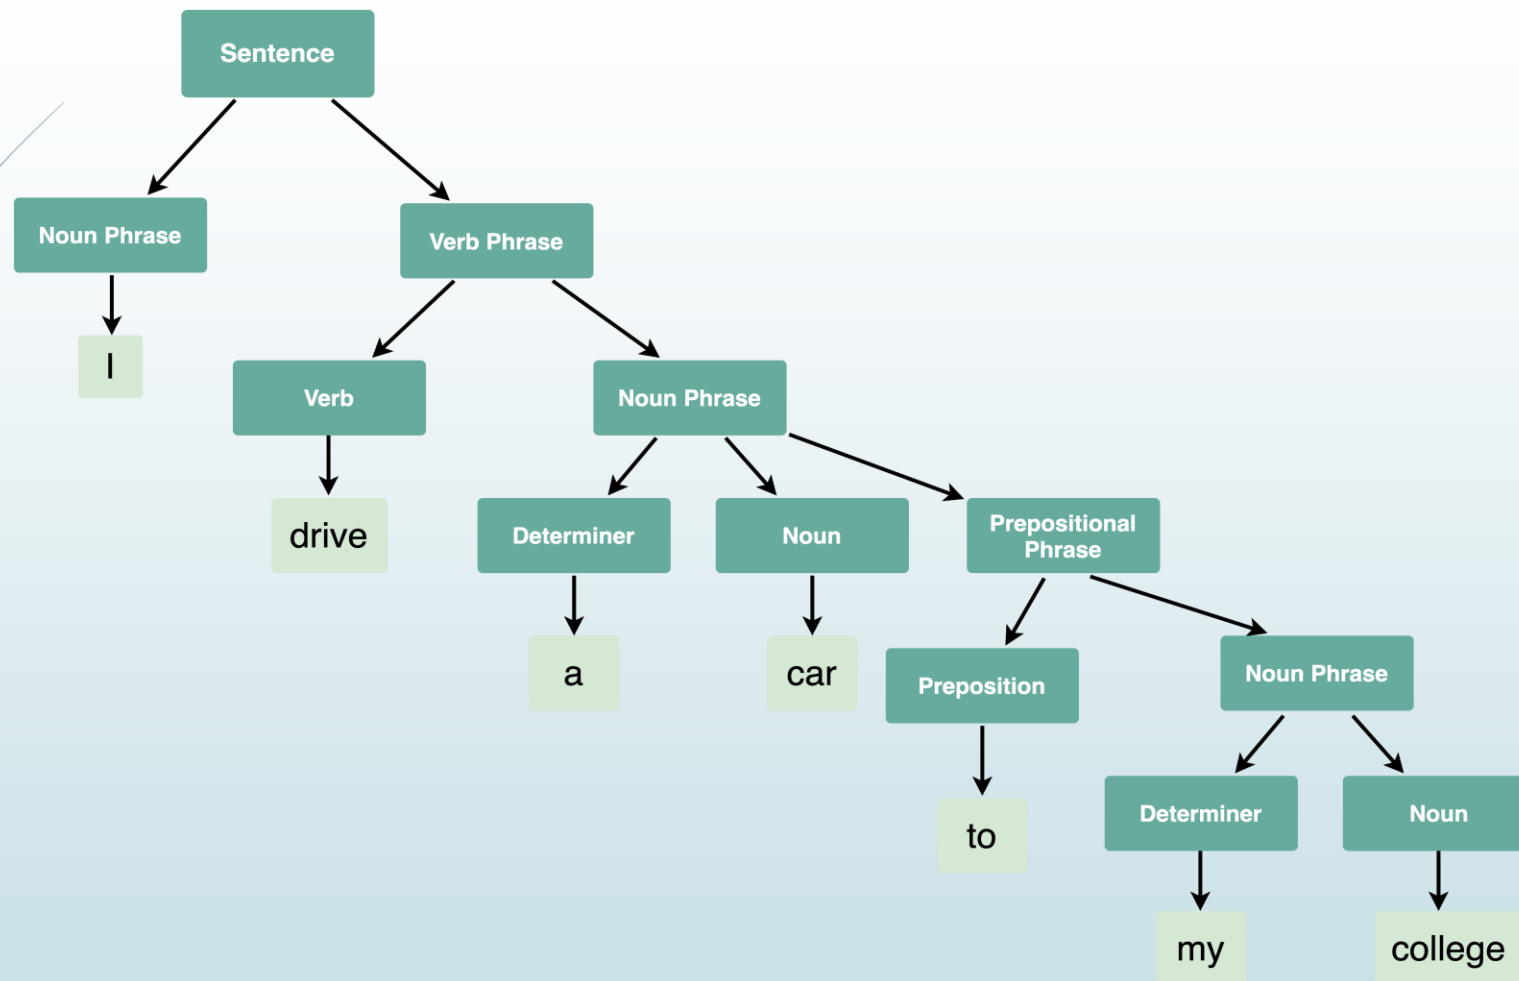 Sentence
Noun Phrase
Verb Phrase
I
Verb
Noun Phrase
drive
Determiner
Noun
Prepositional
Phrase
a
car
Preposition
Noun Phrase
to
Determiner
Noun
my
college